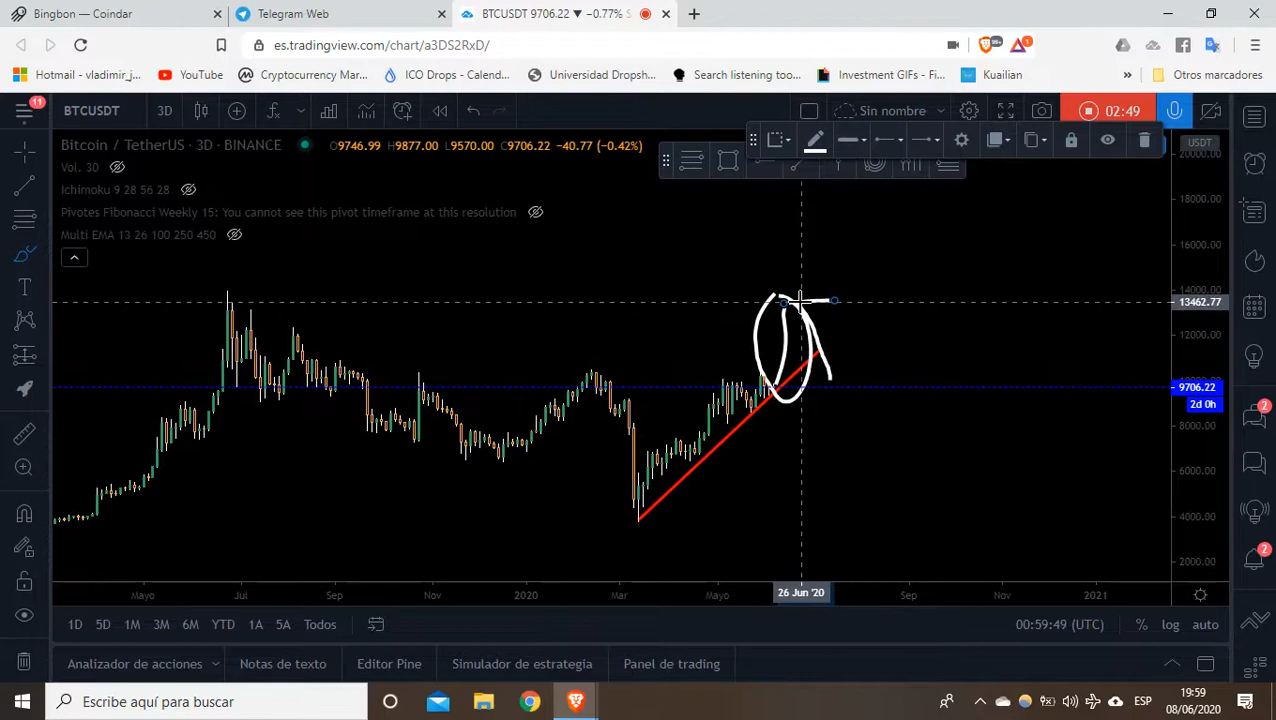 Bingbon — Coindar
Telegram Web
BTCUSDT 9706.22 ▼ −0.77% S
es.tradingview.com/chart/a3DS2RxD/
99+
1
Hotmail - vladimir_j...
YouTube
Cryptocurrency Mar...
ICO Drops - Calend...
Universidad Dropsh...
Search listening too...
Investment GIFs - Fi...
Kuailian
»
Otros marcadores
11
BTCUSDT
3D
Sin nombre
02:49
Bitcoin / TetherUS · 3D · BINANCE
O9746.99 H9877.00 L9570.00 C9706.22 −40.77 (−0.42%)
Vol. 30
Ichimoku 9 28 56 28
Pivotes Fibonacci Weekly 15: You cannot see this pivot timeframe at this resolution
Multi EMA 13 26 100 250 450
USDT
18000.00
16000.00
14000.00
13462.77
12000.00
9706.22
2d 0h
8000.00
6000.00
4000.00
2000.00
Mayo
Jul
Sep
Nov
2020
Mar
Mayo
26 Jun '20
Sep
Nov
2021
2
2
1D
5D
1M
3M
6M
YTD
1A
5A
Todos
00:59:49 (UTC)
%
log
auto
Analizador de acciones
Notas de texto
Editor Pine
Simulador de estrategia
Panel de trading
Escribe aquí para buscar
ESP
19:59
08/06/2020